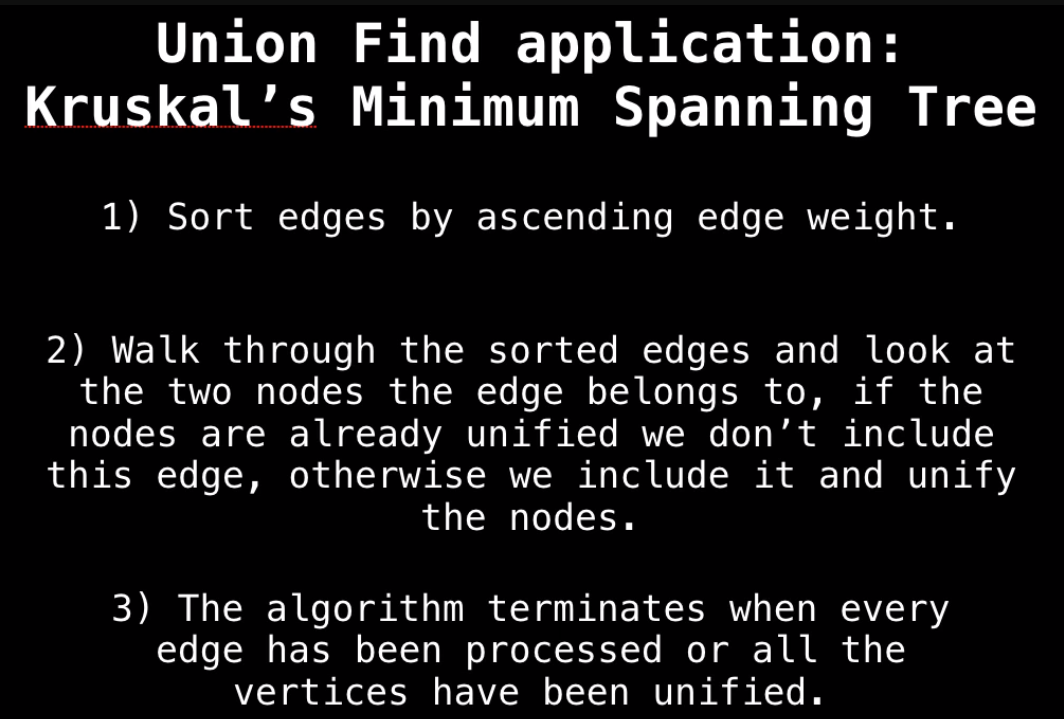 Union Find application:
Kruskal’s Minimum Spanning Tree
1) Sort edges by ascending edge weight.
2) Walk through the sorted edges and look at
the two nodes the edge belongs to, if the
nodes are already unified we don’t include
this edge, otherwise we include it and unify
the nodes.
3) The algorithm terminates when every
edge has been processed or all the
vertices have been unified.